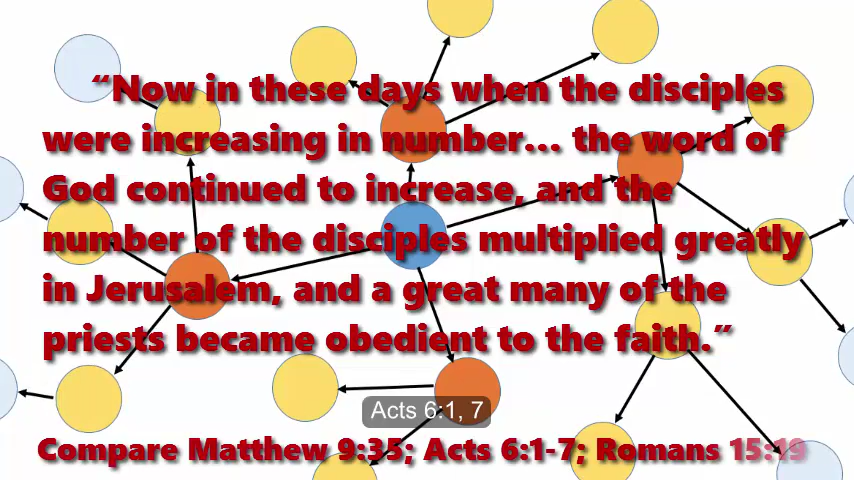 “Now in these days when the disciples
were increasing in number... the word of
God continued to increase, and the
number of the disciples multiplied greatly
in Jerusalem, and a great many of the
priests became obedient to the faith.”
Acts 6:1, 7
Compare Matthew 9:35; Acts 6:1-7; Romans 15:19